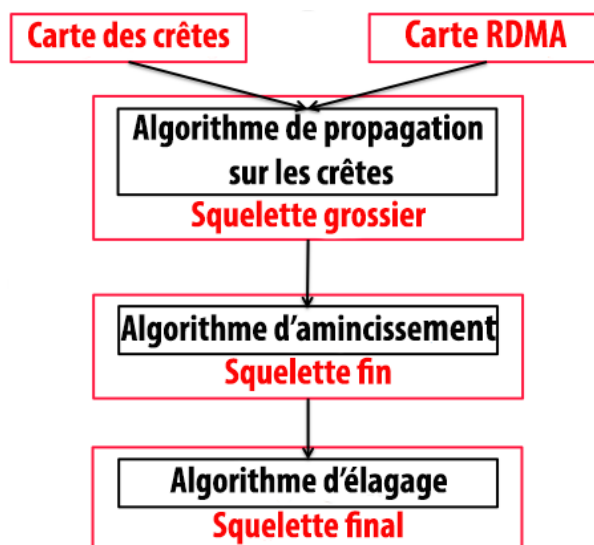 Carte des crêtes
Carte RDMA
Algorithme de propagation
sur les crêtes
Squelette grossier
Algorithme d'amincissement
Squelette fin
Algorithme d'élagage
Squelette final